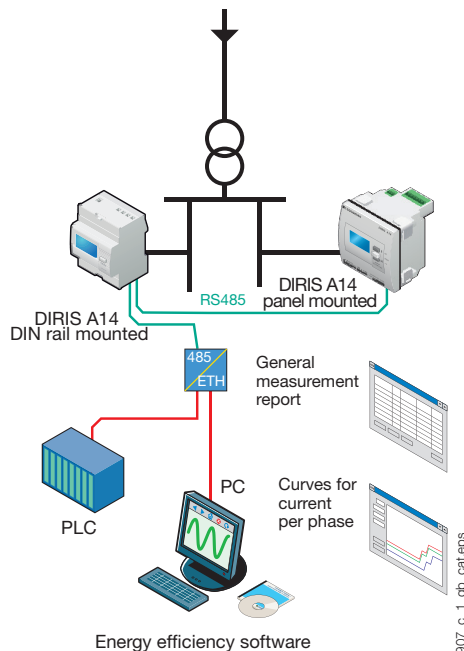 RS485
DIRIS A14
panel mounted
DIRIS A14
DIN rail mounted
485
ETH
General
measurement
report
PLC
PC
Curves for
current
per phase
Energy efficiency software